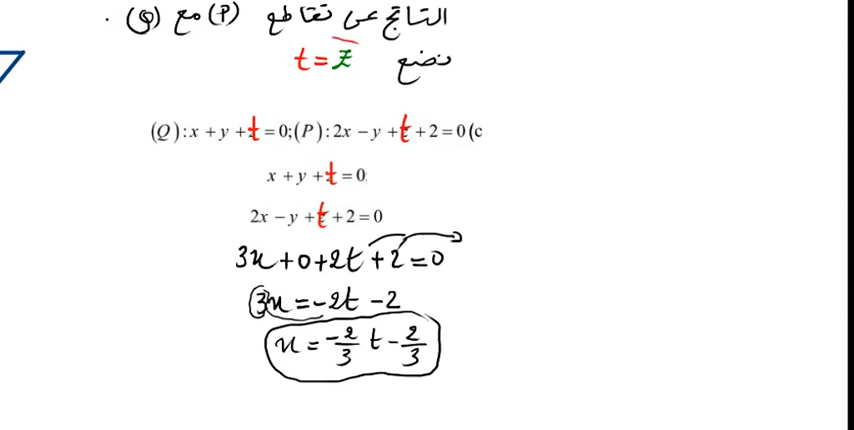 الناتج عن تقاطع (P) مع (Q) .
نضع t = z
(Q) : x + y + t = 0; (P) : 2x − y + t + 2 = 0 (c
x + y + t = 0
2x − y + t + 2 = 0
3x + 0 + 2t + 2 = 0
3x = -2t - 2
x = -2/3 t - 2/3